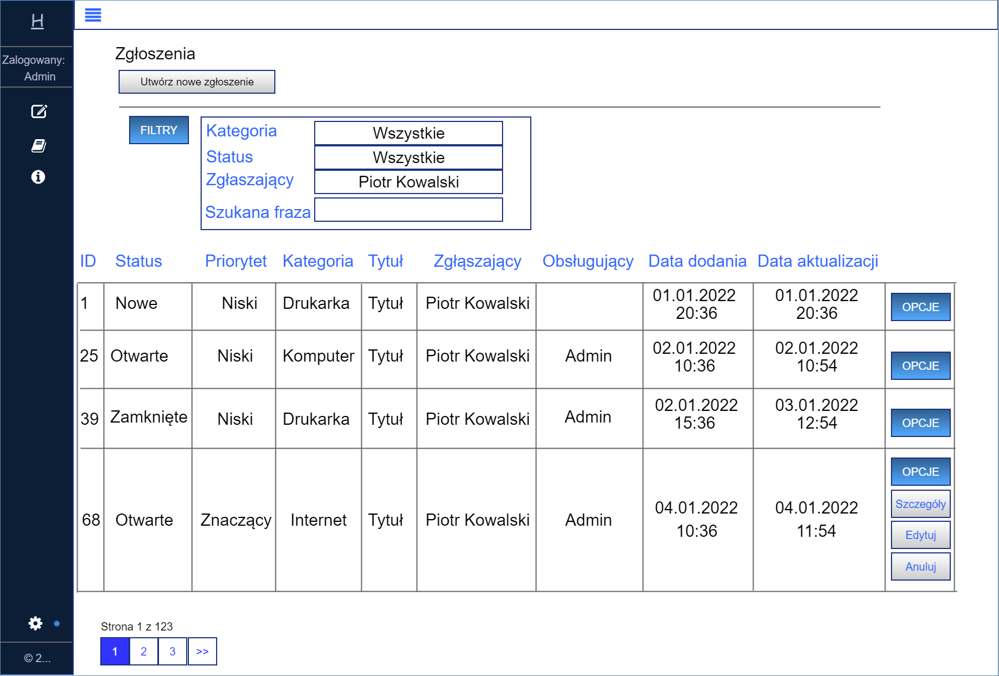 H
Zalogowany:
Admin
Zgłoszenia
Utwórz nowe zgłoszenie
FILTRY
Kategoria Wszystkie
Status Wszystkie
Zgłaszający Piotr Kowalski
Szukana fraza
ID Status Priorytet Kategoria Tytuł Zgłąszający Obsługujący Data dodania Data aktualizacji
1 Nowe Niski Drukarka Tytuł Piotr Kowalski 01.01.2022 20:36 01.01.2022 20:36 OPCJE
25 Otwarte Niski Komputer Tytuł Piotr Kowalski Admin 02.01.2022 10:36 02.01.2022 10:54 OPCJE
39 Zamknięte Niski Drukarka Tytuł Piotr Kowalski Admin 02.01.2022 15:36 03.01.2022 12:54 OPCJE
68 Otwarte Znaczący Internet Tytuł Piotr Kowalski Admin 04.01.2022 10:36 04.01.2022 11:54 OPCJE
Szczegóły
Edytuj
Anuluj
Strona 1 z 123
1 2 3 >>
© 2...